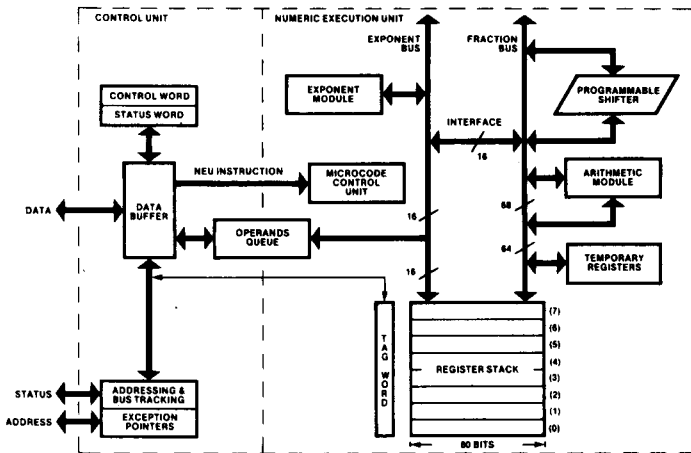 CONTROL UNIT
NUMERIC EXECUTION UNIT
EXPONENT
BUS
FRACTION
BUS
EXPONENT
MODULE
PROGRAMMABLE
SHIFTER
CONTROL WORD
STATUS WORD
INTERFACE
16
NEU INSTRUCTION
MICROCODE
CONTROL
UNIT
ARITHMETIC
MODULE
DATA
DATA
BUFFER
OPERANDS
QUEUE
16
68
64
16
TEMPORARY
REGISTERS
TAG WORD
REGISTER STACK
(7)
(6)
(5)
(4)
(3)
(2)
(1)
(0)
80 BITS
STATUS
ADDRESS
ADDRESSING &
BUS TRACKING
EXCEPTION
POINTERS